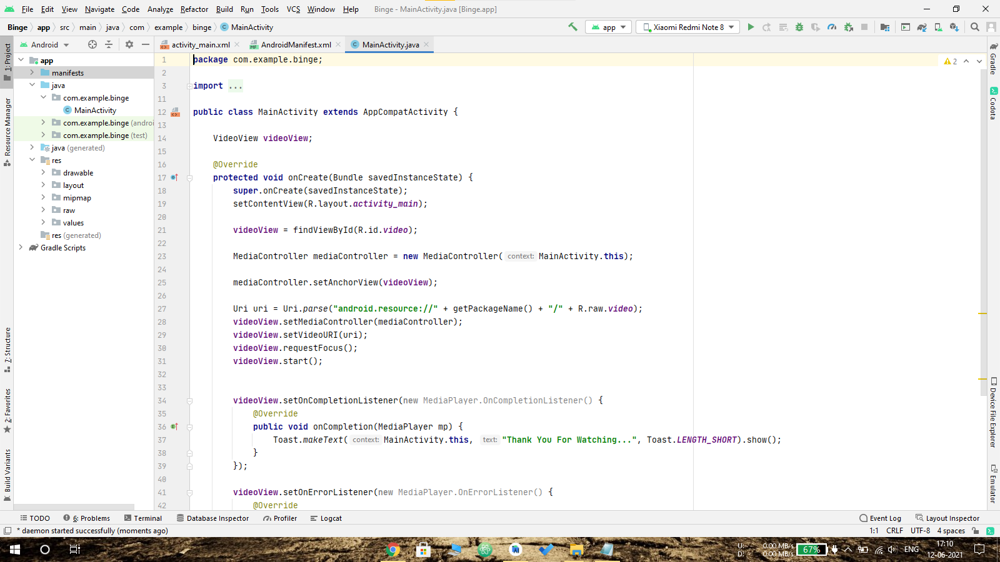 File Edit View Navigate Code Analyze Refactor Build Run Tools VCS Window Help Binge - MainActivity.java [Binge.app]
Binge app src main java com example binge MainActivity app Xiaomi Redmi Note 8
Android activity_main.xml AndroidManifest.xml MainActivity.java
1: Project
Resource Manager
7: Structure
2: Favorites
Build Variants
app
manifests
java
com.example.binge
MainActivity
com.example.binge (androi
com.example.binge (test)
java (generated)
res
drawable
layout
mipmap
raw
values
res (generated)
Gradle Scripts
1 package com.example.binge;
2
3 import ...
11
12 public class MainActivity extends AppCompatActivity {
13
14 VideoView videoView;
15
16 @Override
17 protected void onCreate(Bundle savedInstanceState) {
18 super.onCreate(savedInstanceState);
19 setContentView(R.layout.activity_main);
20
21 videoView = findViewById(R.id.video);
22
23 MediaController mediaController = new MediaController( context: MainActivity.this);
24
25 mediaController.setAnchorView(videoView);
26
27 Uri uri = Uri.parse("android.resource://" + getPackageName() + "/" + R.raw.video);
28 videoView.setMediaController(mediaController);
29 videoView.setVideoURI(uri);
30 videoView.requestFocus();
31 videoView.start();
32
33
34 videoView.setOnCompletionListener(new MediaPlayer.OnCompletionListener() {
35 @Override
36 public void onCompletion(MediaPlayer mp) {
37 Toast.makeText( context: MainActivity.this, text: "Thank You For Watching...", Toast.LENGTH_SHORT).show();
38 }
39 });
40
41 videoView.setOnErrorListener(new MediaPlayer.OnErrorListener() {
42 @Override
2
Gradle
Codota
Device File Explorer
Emulator
TODO 6: Problems Terminal Database Inspector Profiler Logcat Event Log Layout Inspector
* daemon started successfully (moments ago) 1:1 CRLF UTF-8 4 spaces
U: 0.00 MB/s
D: 0.00 MB/s
67%
ENG
17:10
12-06-2021